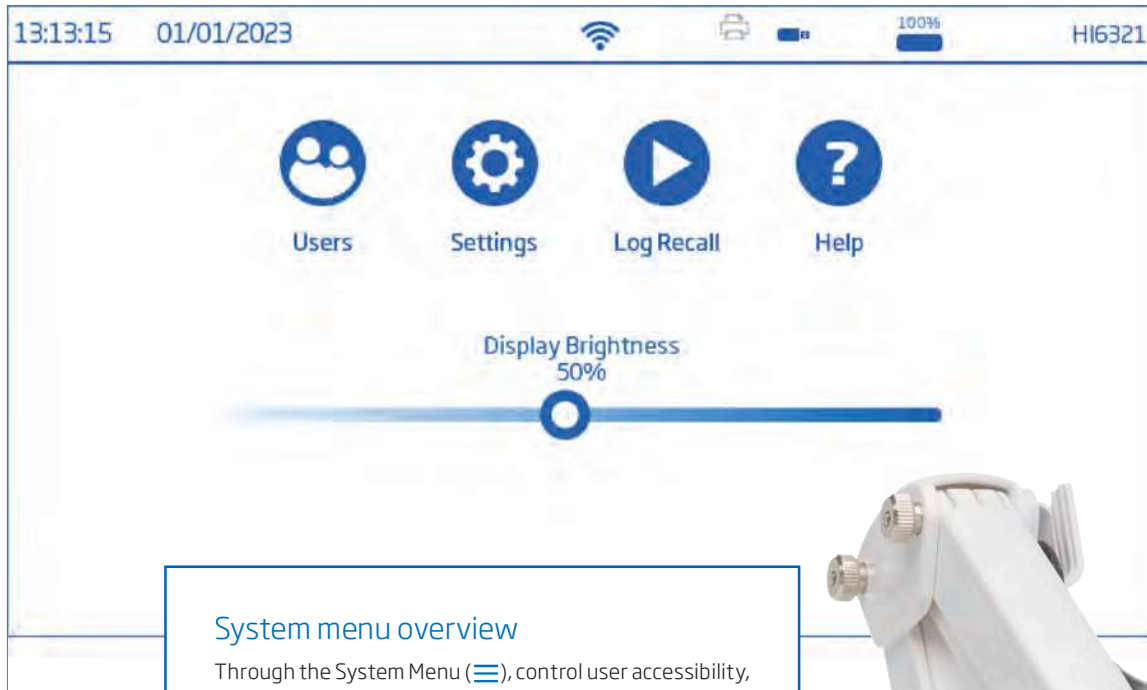 13:13:15 01/01/2023 100% HI6321
Users Settings Log Recall Help
Display Brightness
50%
System menu overview
Through the System Menu (☰), control user accessibility,